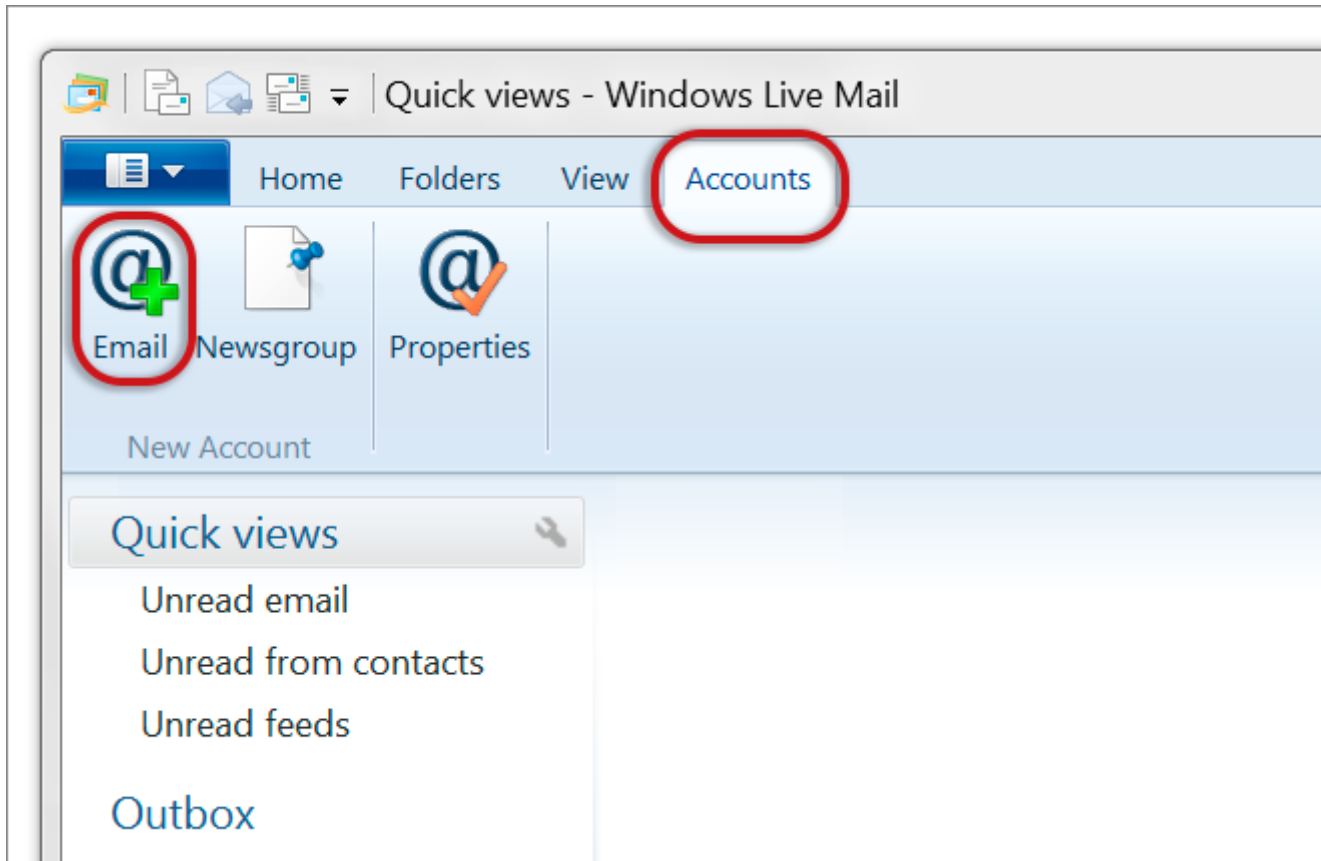 Quick views - Windows Live Mail
Home Folders View Accounts
Email Newsgroup Properties
New Account
Quick views
Unread email
Unread from contacts
Unread feeds
Outbox